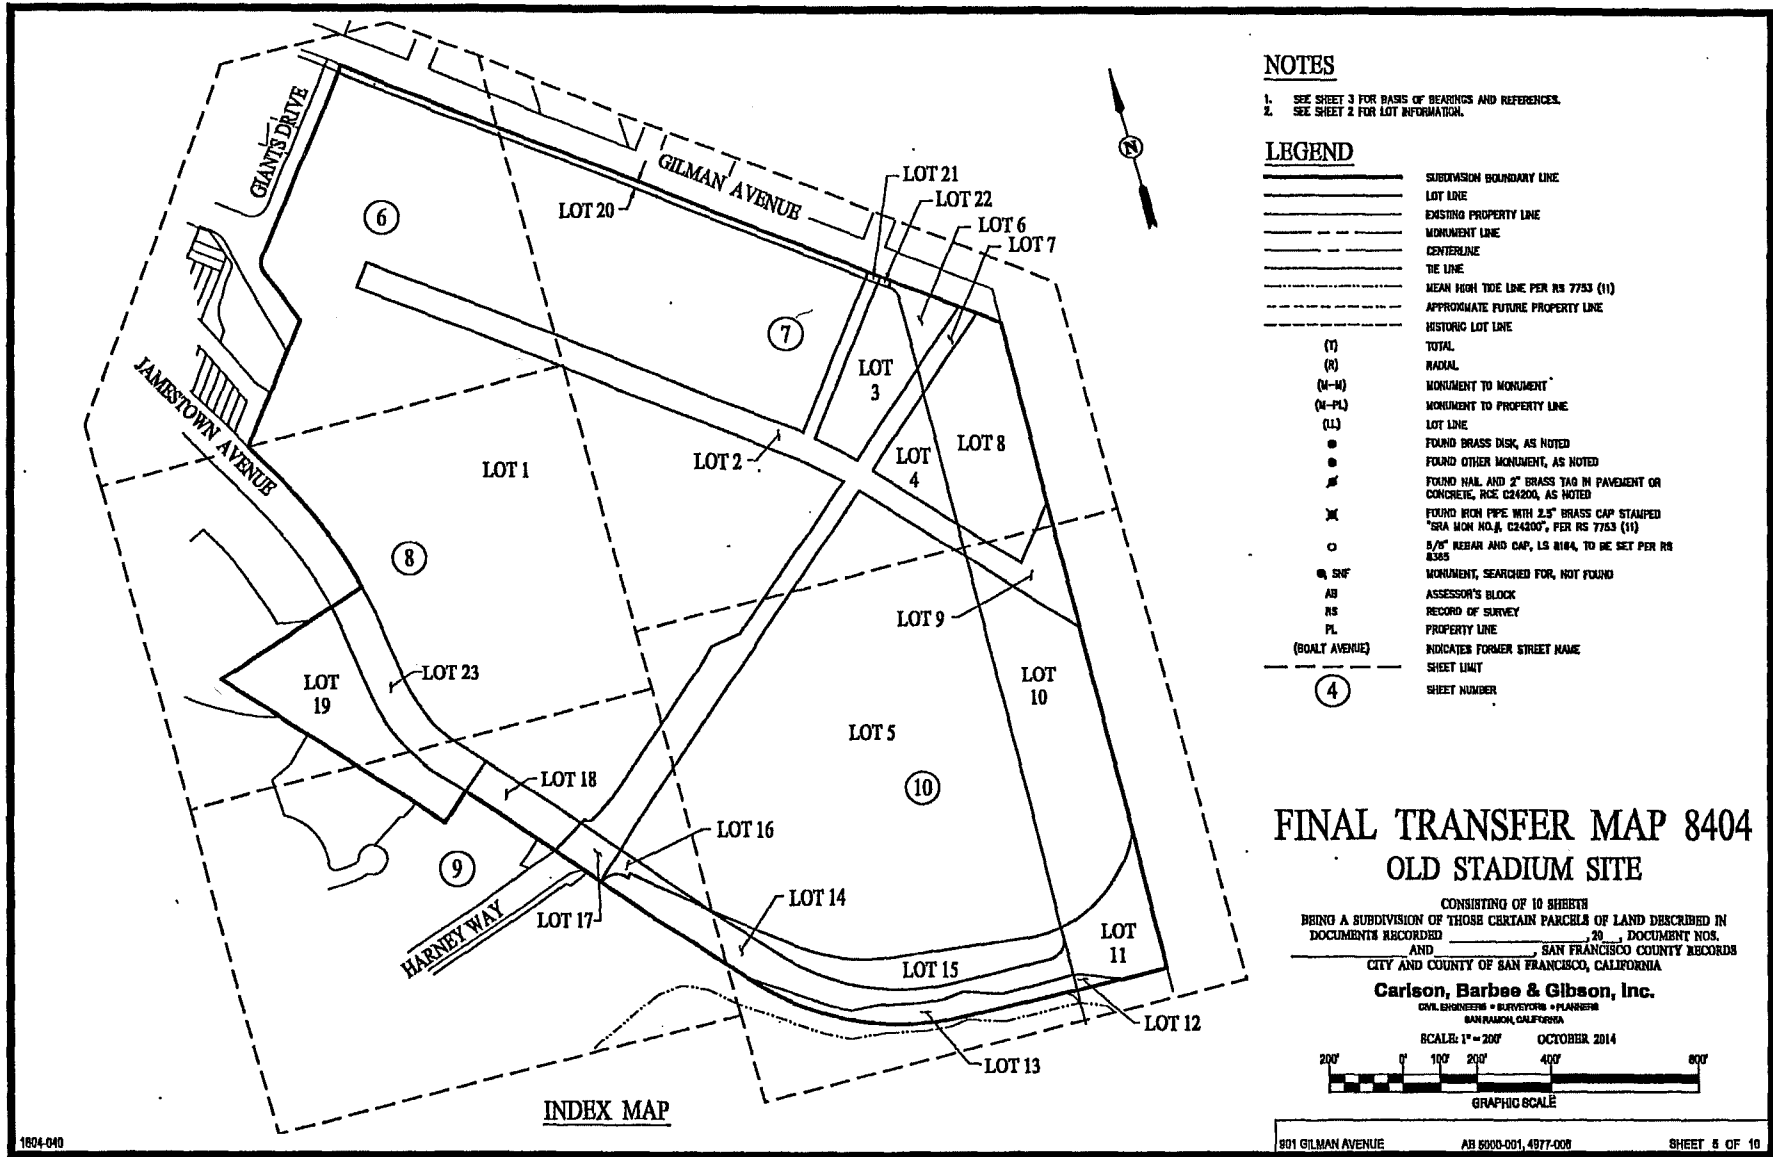 NOTES
1. SEE SHEET 3 FOR BASIS OF BEARINGS AND REFERENCES.
2. SEE SHEET 2 FOR LOT INFORMATION.
LEGEND
SUBDIVISION BOUNDARY LINE
LOT LINE
EXISTING PROPERTY LINE
MONUMENT LINE
CENTERLINE
TIE LINE
MEAN HIGH TIDE LINE PER RS 7753 (11)
APPROXIMATE FUTURE PROPERTY LINE
HISTORIC LOT LINE
(T) TOTAL
(R) RADIAL
(M-M) MONUMENT TO MONUMENT
(M-PL) MONUMENT TO PROPERTY LINE
(LL) LOT LINE
FOUND BRASS DISK, AS NOTED
FOUND OTHER MONUMENT, AS NOTED
FOUND NAIL AND 2" BRASS TAG IN PAVEMENT OR
CONCRETE, RCE C24200, AS NOTED
FOUND IRON PIPE WITH 2.5" BRASS CAP STAMPED
"SRA MON NO.#, C24200", PER RS 7753 (11)
5/8" REBAR AND CAP, LS 8164, TO BE SET PER RS
8385
SNF MONUMENT, SEARCHED FOR, NOT FOUND
AB ASSESSOR'S BLOCK
RS RECORD OF SURVEY
PL PROPERTY LINE
(BOALT AVENUE) INDICATES FORMER STREET NAME
SHEET LIMIT
4 SHEET NUMBER
N
GIANTS DRIVE
GILMAN AVENUE
JAMESTOWN AVENUE
HARNEY WAY
LOT 20
LOT 21
LOT 22
LOT 6
LOT 7
6
7
LOT
3
LOT 8
LOT
4
LOT 2
LOT 1
8
LOT 9
LOT 23
LOT
19
LOT
10
LOT 5
10
LOT 18
LOT 16
9
LOT 17
LOT 14
LOT 15
LOT
11
LOT 12
LOT 13
INDEX MAP
FINAL TRANSFER MAP 8404
OLD STADIUM SITE
CONSISTING OF 10 SHEETS
BEING A SUBDIVISION OF THOSE CERTAIN PARCELS OF LAND DESCRIBED IN
DOCUMENTS RECORDED ________, 20__, DOCUMENT NOS.
________ AND ________, SAN FRANCISCO COUNTY RECORDS
CITY AND COUNTY OF SAN FRANCISCO, CALIFORNIA
Carlson, Barbee & Gibson, Inc.
CIVIL ENGINEERS • SURVEYORS • PLANNERS
SAN RAMON, CALIFORNIA
SCALE: 1" = 200' OCTOBER 2014
200' 0' 100' 200' 400' 800'
GRAPHIC SCALE
1604-040
901 GILMAN AVENUE AB 5000-001, 4977-006 SHEET 5 OF 10